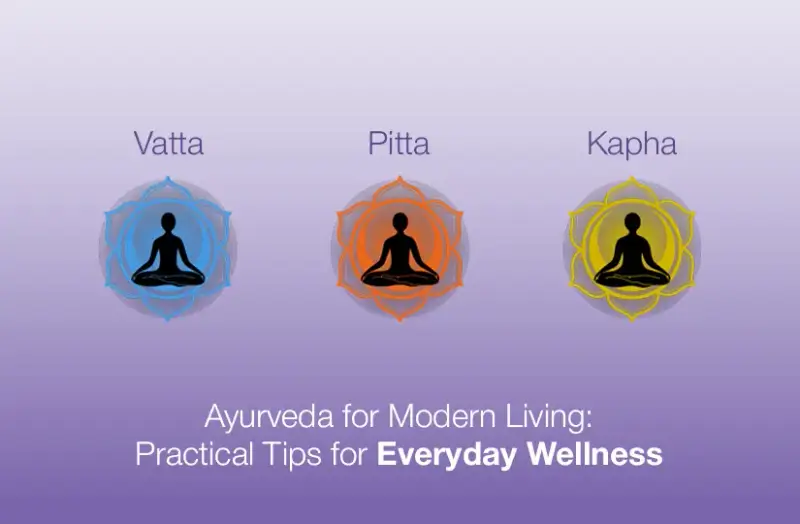 Vatta
Pitta
Kapha
Ayurveda for Modern Living:
Practical Tips for Everyday Wellness